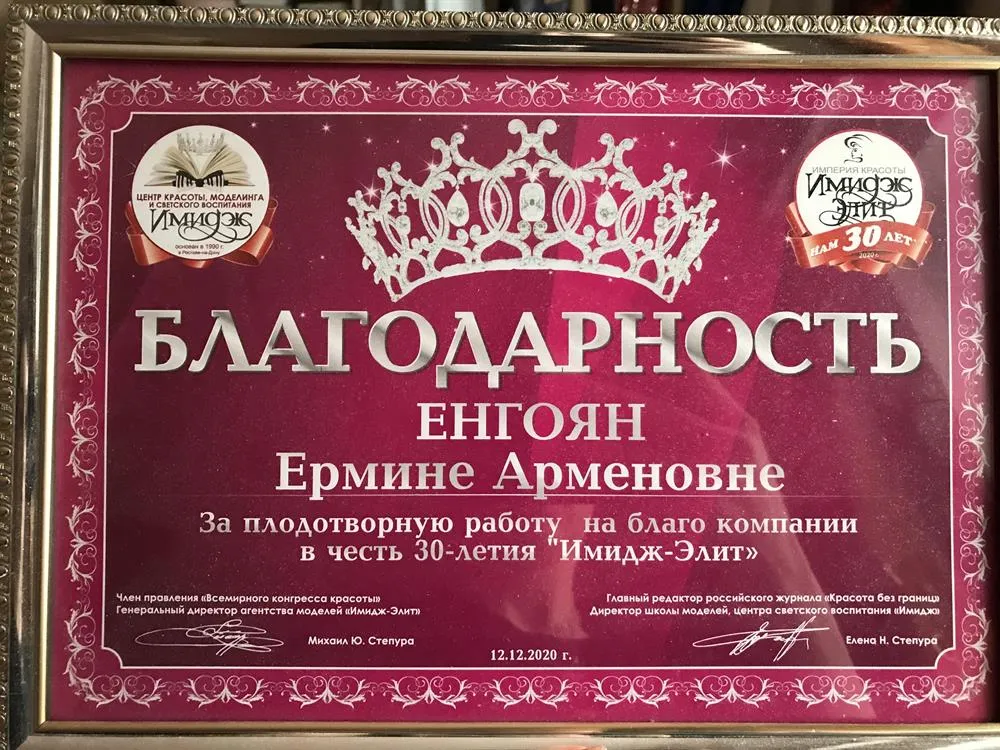 ЦЕНТР КРАСОТЫ, МОДЕЛИНГА
И СВЕТСКОГО ВОСПИТАНИЯ
ИМИДЖ
основан в 1990 г.
в Ростове-на-Дону
ИМПЕРИЯ КРАСОТЫ
ИМИДЖ
ЭЛИТ
НАМ 30 ЛЕТ
2020 г.
БЛАГОДАРНОСТЬ
ЕНГОЯН
Ермине Арменовне
За плодотворную работу на благо компании
в честь 30-летия "Имидж-Элит»
Член правления «Всемирного конгресса красоты»
Генеральный директор агентства моделей «Имидж-Элит»
Михаил Ю. Степура
Главный редактор российского журнала «Красота без границ»
Директор школы моделей, центра светского воспитания «Имидж»
Елена Н. Степура
12.12.2020 г.